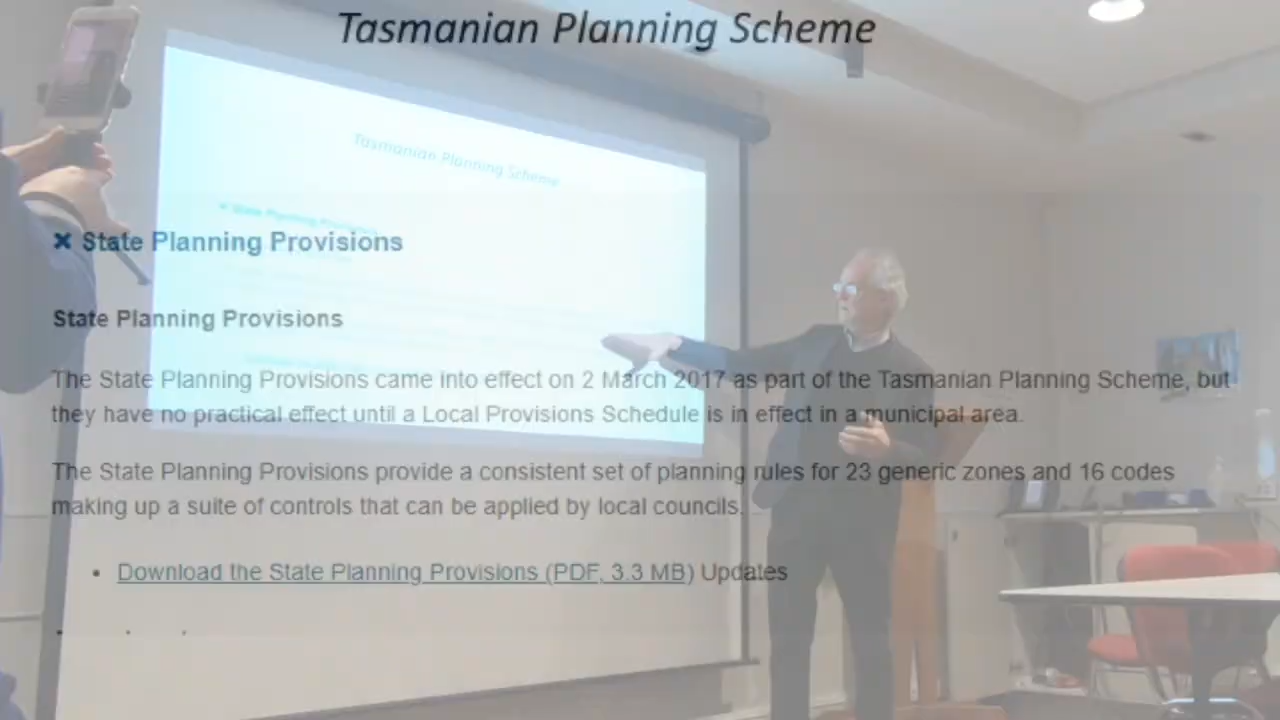 Tasmanian Planning Scheme
Tasmanian Planning Scheme
State Planning Provisions
× State Planning Provisions
State Planning Provisions
The State Planning Provisions came into effect on 2 March 2017 as part of the Tasmanian Planning Scheme, but
they have no practical effect until a Local Provisions Schedule is in effect in a municipal area.
The State Planning Provisions provide a consistent set of planning rules for 23 generic zones and 16 codes
making up a suite of controls that can be applied by local councils.
• Download the State Planning Provisions (PDF, 3.3 MB) Updates